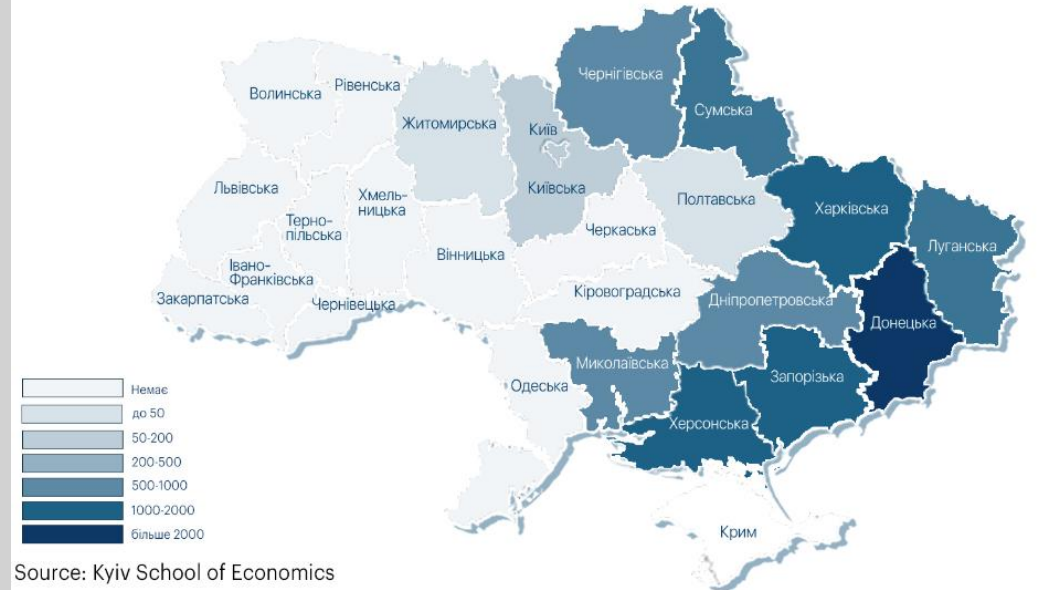 Чернігівська
Сумська
Рівенська
Волинська
Житомирська
Київ
Київська
Львівська
Хмель-
ницька
Терно-
пільська
Полтавська
Харківська
Черкаська
Луганська
Вінницька
Івано-
Франківська
Закарпатська
Чернівецька
Кіровоградська
Дніпропетровська
Донецька
Миколаївська
Запорізька
Одеська
Херсонська
Крим
Немає
до 50
50-200
200-500
500-1000
1000-2000
більше 2000
Source: Kyiv School of Economics